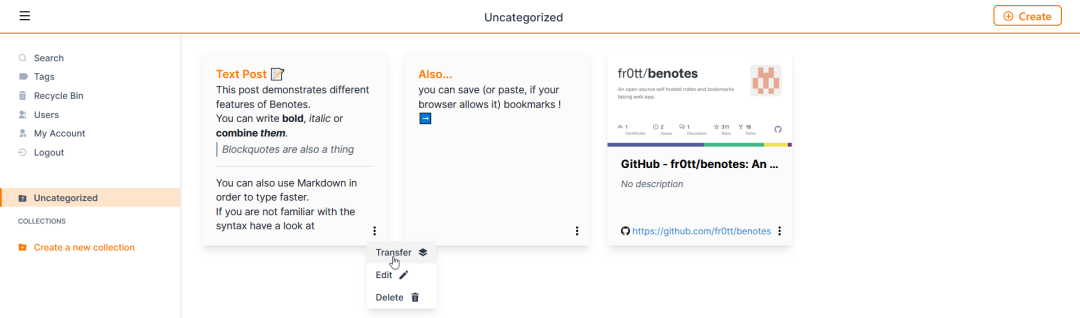 Uncategorized
Create
Search
Tags
Recycle Bin
Users
My Account
Logout
Uncategorized
COLLECTIONS
Create a new collection
Text Post 📝
This post demonstrates different
features of Benotes.
You can write bold, italic or
combine them.
Blockquotes are also a thing
You can also use Markdown in
order to type faster.
If you are not familiar with the
syntax have a look at
Transfer
Edit
Delete
Also...
you can save (or paste, if your
browser allows it) bookmarks !
➡️
fr0tt/benotes
An open source self hosted notes and bookmarks
taking web app.
1
Contributor
2
Issues
1
Discussion
311
Stars
18
Forks
GitHub - fr0tt/benotes: An ...
No description
https://github.com/fr0tt/benotes